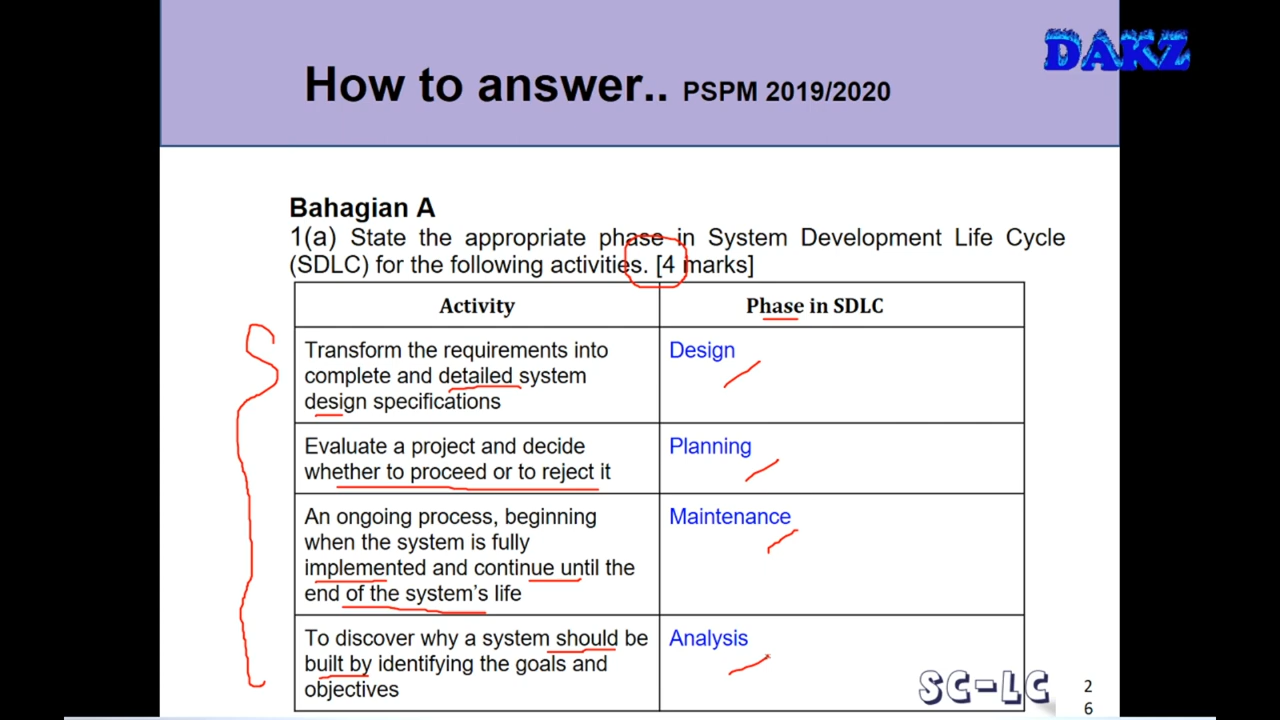 DAKZ
How to answer.. PSPM 2019/2020
Bahagian A
1(a) State the appropriate phase in System Development Life Cycle
(SDLC) for the following activities. [4 marks]
Activity
Phase in SDLC
Transform the requirements into
complete and detailed system
design specifications
Design
Evaluate a project and decide
whether to proceed or to reject it
Planning
An ongoing process, beginning
when the system is fully
implemented and continue until the
end of the system's life
Maintenance
To discover why a system should be
built by identifying the goals and
objectives
Analysis
SC-LC
2
6